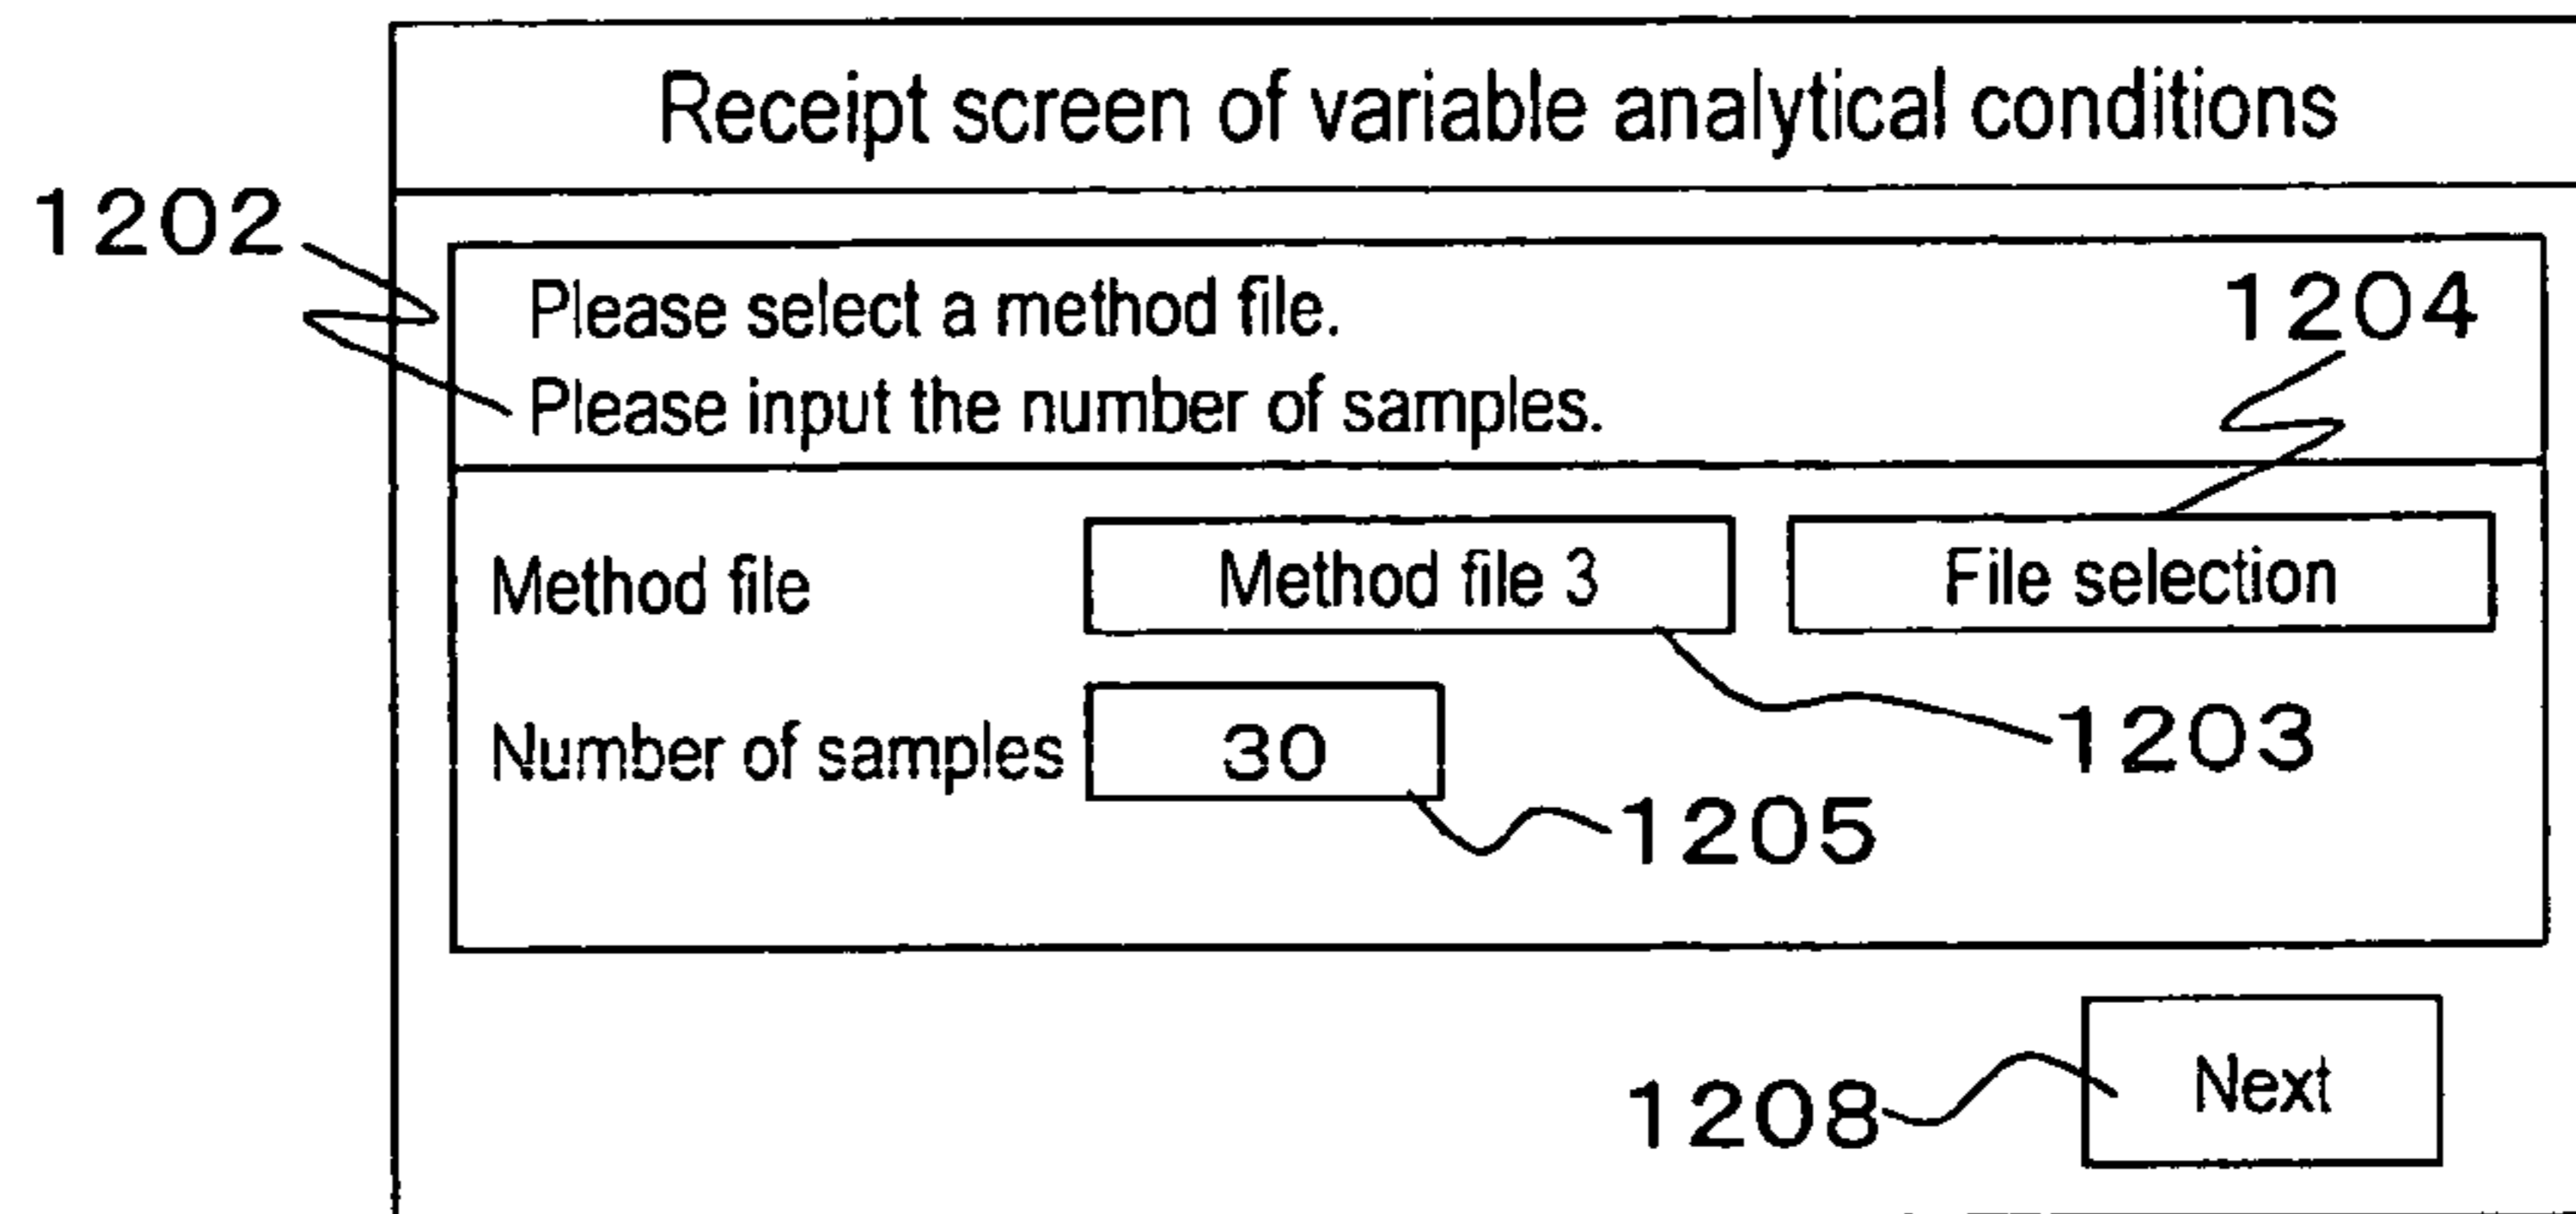 Receipt screen of variable analytical conditions
1202
Please select a method file.
1204
Please input the number of samples.
Method file Method file 3 File selection
1203
Number of samples 30
1205
1208 Next